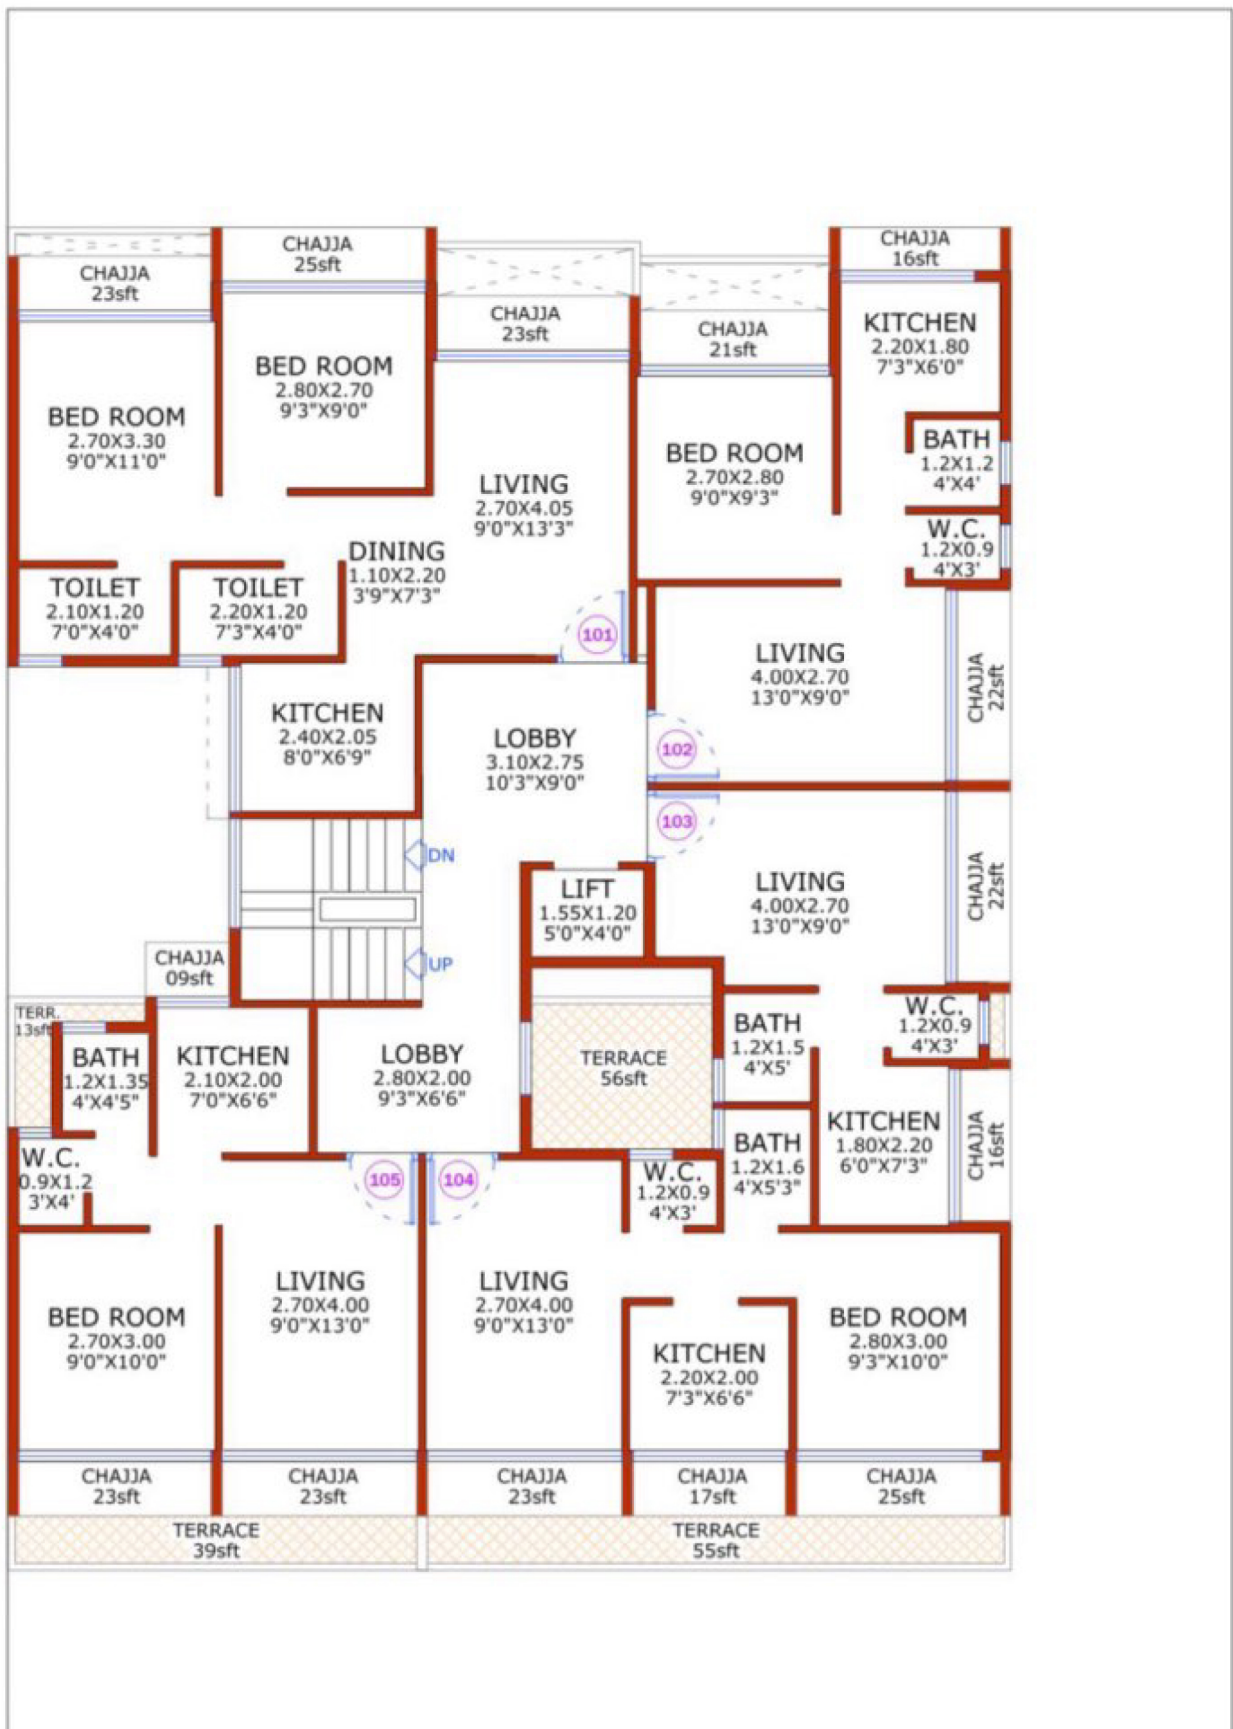 CHAJJA
23sft
CHAJJA
25sft
CHAJJA
23sft
CHAJJA
21sft
CHAJJA
16sft
KITCHEN
2.20X1.80
7'3"X6'0"
BED ROOM
2.80X2.70
9'3"X9'0"
BED ROOM
2.70X3.30
9'0"X11'0"
LIVING
2.70X4.05
9'0"X13'3"
BED ROOM
2.70X2.80
9'0"X9'3"
BATH
1.2X1.2
4'X4'
W.C.
1.2X0.9
4'X3'
DINING
1.10X2.20
3'9"X7'3"
TOILET
2.10X1.20
7'0"X4'0"
TOILET
2.20X1.20
7'3"X4'0"
101
LIVING
4.00X2.70
13'0"X9'0"
CHAJJA
22sft
KITCHEN
2.40X2.05
8'0"X6'9"
LOBBY
3.10X2.75
10'3"X9'0"
102
103
DN
LIFT
1.55X1.20
5'0"X4'0"
LIVING
4.00X2.70
13'0"X9'0"
CHAJJA
22sft
UP
CHAJJA
09sft
TERR.
13sft
BATH
1.2X1.35
4'X4'5"
KITCHEN
2.10X2.00
7'0"X6'6"
LOBBY
2.80X2.00
9'3"X6'6"
TERRACE
56sft
BATH
1.2X1.5
4'X5'
W.C.
1.2X0.9
4'X3'
KITCHEN
1.80X2.20
6'0"X7'3"
CHAJJA
16sft
W.C.
0.9X1.2
3'X4'
105
104
W.C.
1.2X0.9
4'X3'
BATH
1.2X1.6
4'X5'3"
BED ROOM
2.70X3.00
9'0"X10'0"
LIVING
2.70X4.00
9'0"X13'0"
LIVING
2.70X4.00
9'0"X13'0"
KITCHEN
2.20X2.00
7'3"X6'6"
BED ROOM
2.80X3.00
9'3"X10'0"
CHAJJA
23sft
CHAJJA
23sft
CHAJJA
23sft
CHAJJA
17sft
CHAJJA
25sft
TERRACE
39sft
TERRACE
55sft